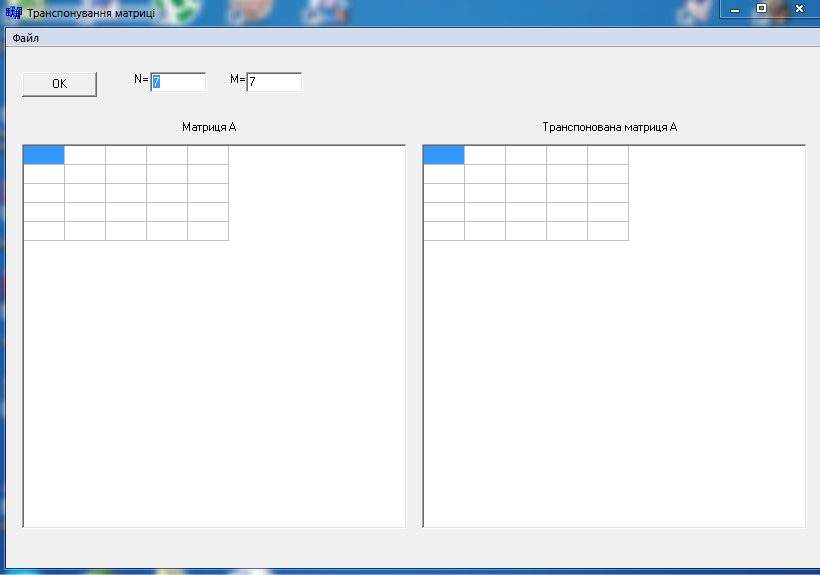 Транспонування матриці
Файл
OK N= 7 M= 7
Матриця А Транспонована матриця А